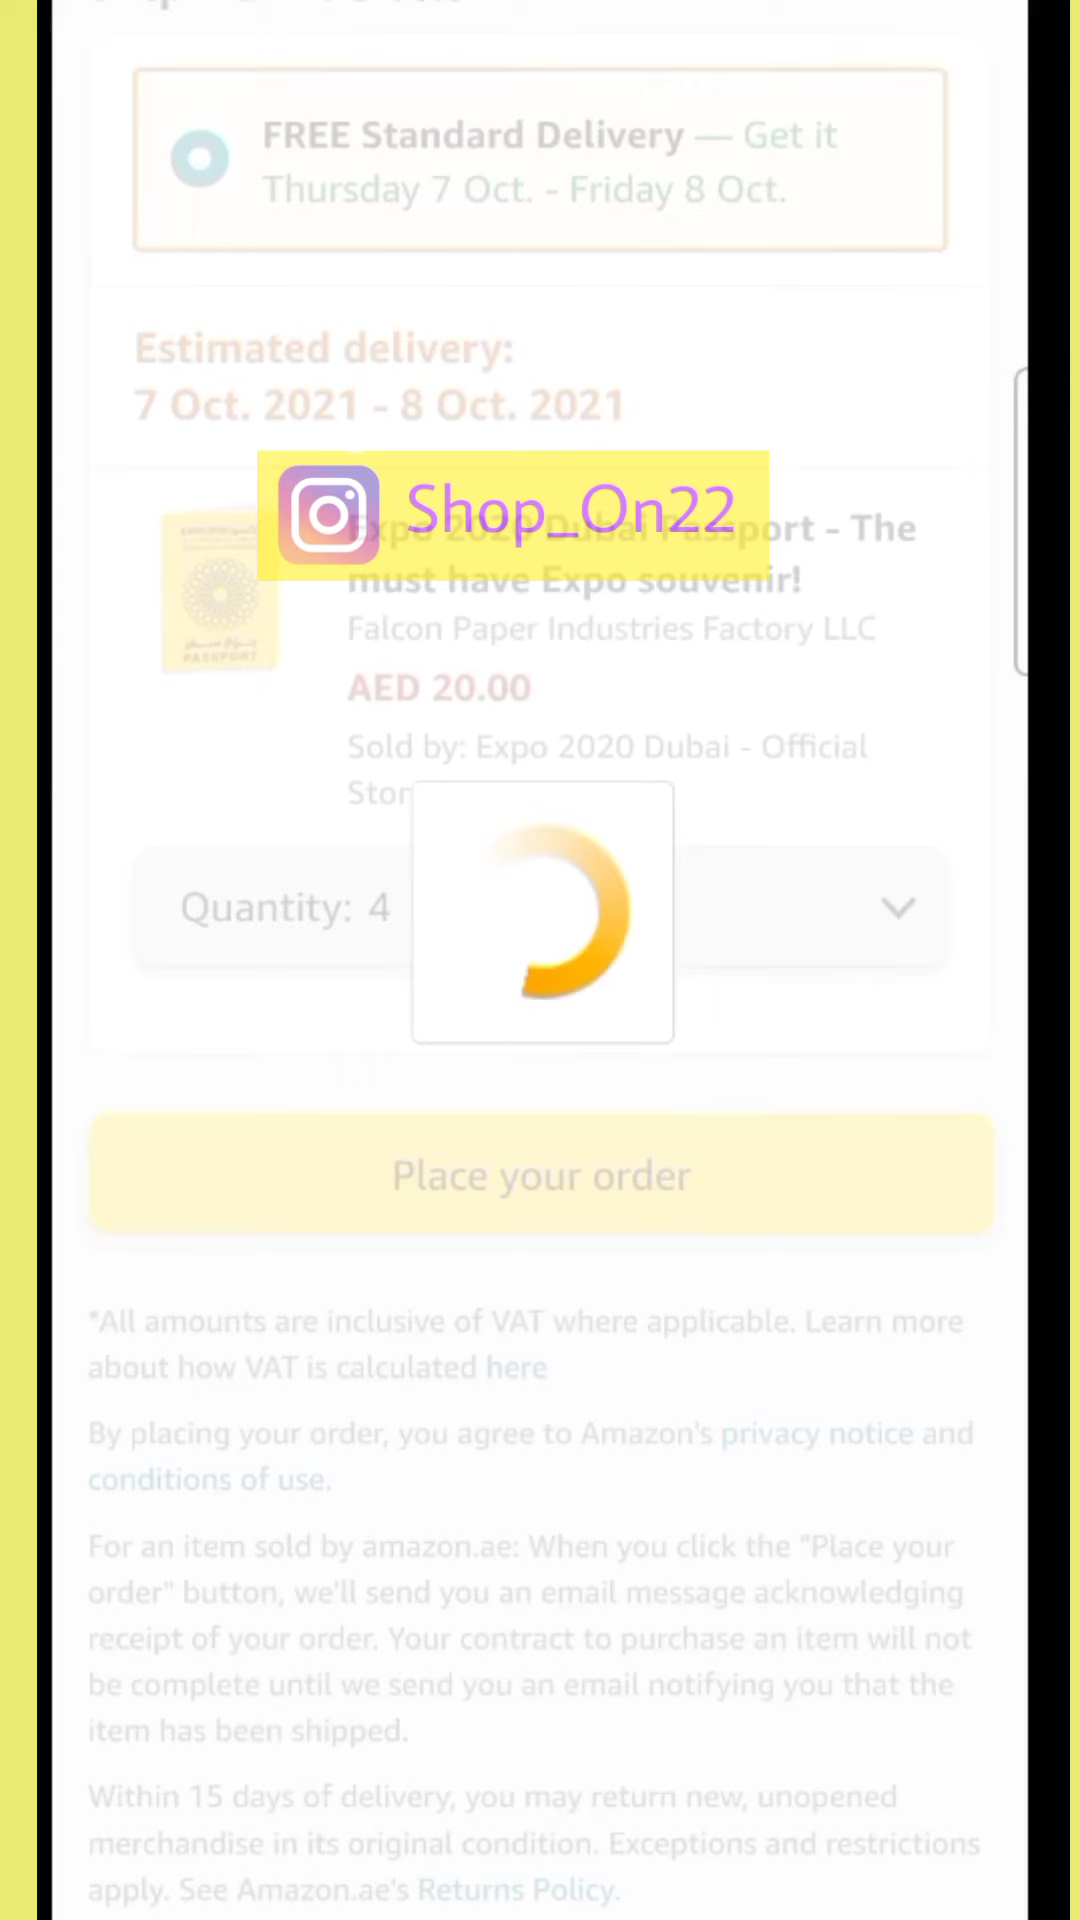 FREE Standard Delivery — Get it
Thursday 7 Oct. - Friday 8 Oct.
Estimated delivery:
7 Oct. 2021 - 8 Oct. 2021
Shop_On22
Expo 2020 Dubai Passport - The
must have Expo souvenir!
Falcon Paper Industries Factory LLC
AED 20.00
Sold by: Expo 2020 Dubai - Official
Stor
PASSPORT
Quantity: 4
Place your order
*All amounts are inclusive of VAT where applicable. Learn more
about how VAT is calculated here
By placing your order, you agree to Amazon's privacy notice and
conditions of use.
For an item sold by amazon.ae: When you click the "Place your
order" button, we'll send you an email message acknowledging
receipt of your order. Your contract to purchase an item will not
be complete until we send you an email notifying you that the
item has been shipped.
Within 15 days of delivery, you may return new, unopened
merchandise in its original condition. Exceptions and restrictions
apply. See Amazon.ae's Returns Policy.